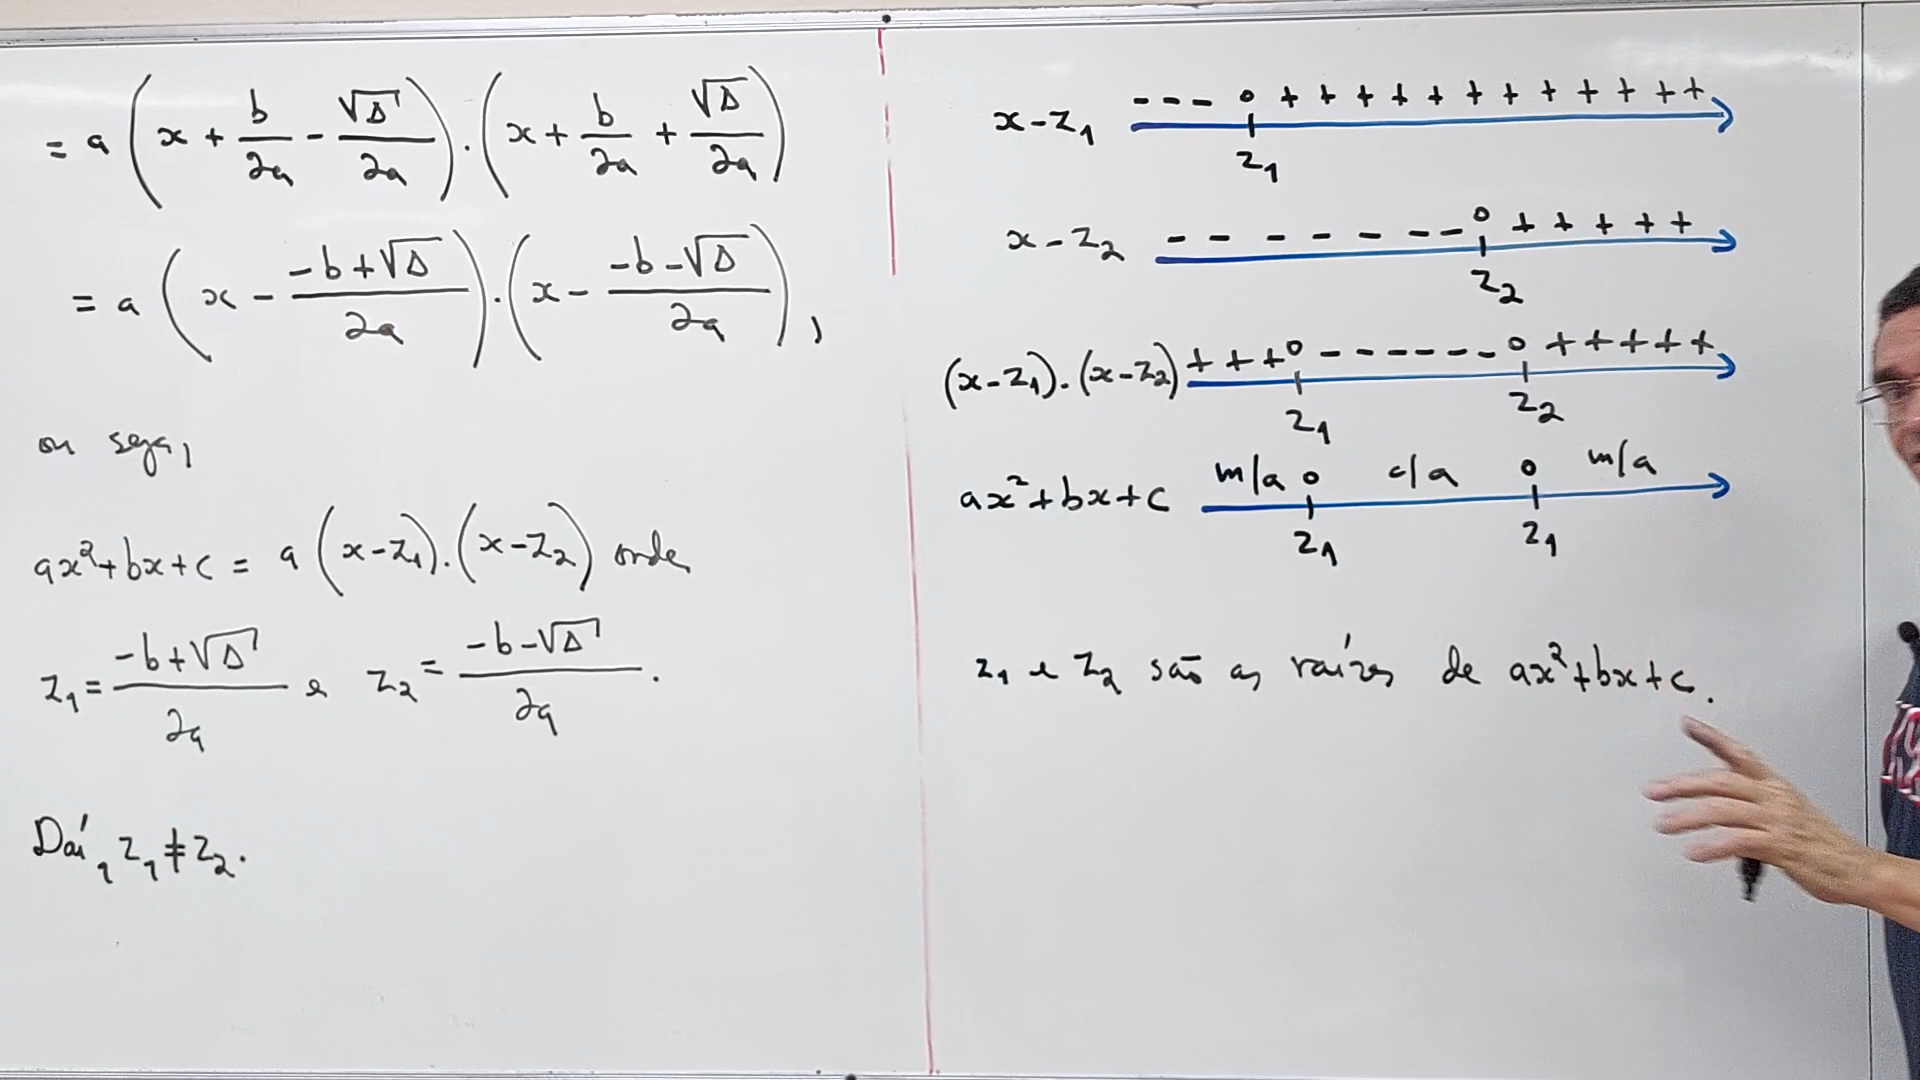 = a (x + b/2a - √Δ/2a) . (x + b/2a + √Δ/2a)
= a (x - (-b+√Δ)/2a) . (x - (-b-√Δ)/2a) ,
ou seja,
ax²+bx+c = a (x-z₁).(x-z₂) onde
z₁ = (-b+√Δ)/2a e z₂ = (-b-√Δ)/2a .
Daí, z₁≠z₂.
x-z₁ - - - 0 + + + + + + + + + + + +
z₁
x-z₂ - - - - - - - - 0 + + + + +
z₂
(x-z₁).(x-z₂) + + + 0 - - - - - - - 0 + + + + +
z₁ z₂
ax²+bx+c m/a 0 c/a 0 m/a
z₁ z₁
z₁ e z₂ são as raízes de ax²+bx+c.